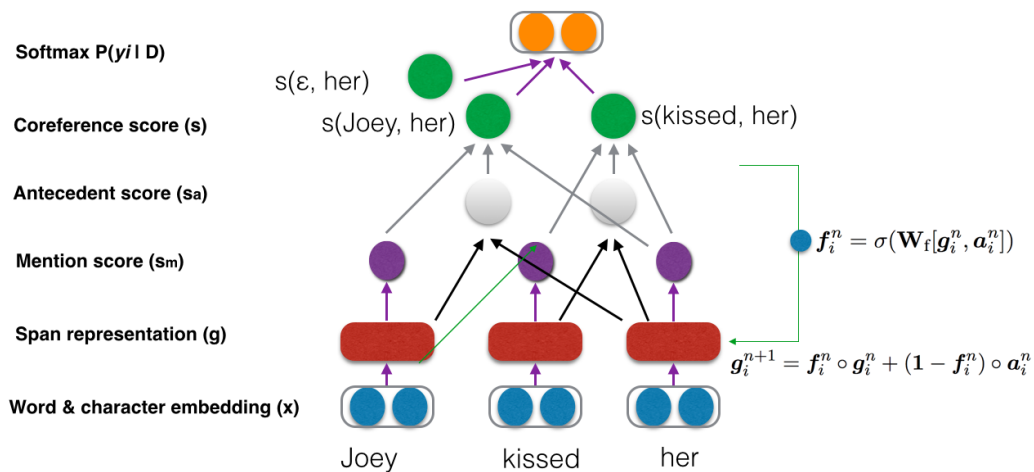 Softmax P(yi | D)
s(ε, her)
Coreference score (s)
s(Joey, her)
s(kissed, her)
Antecedent score (sa)
Mention score (sm)
f_i^n = σ(W_f[g_i^n, a_i^n])
Span representation (g)
g_i^{n+1} = f_i^n ∘ g_i^n + (1 − f_i^n) ∘ a_i^n
Word & character embedding (x)
Joey kissed her